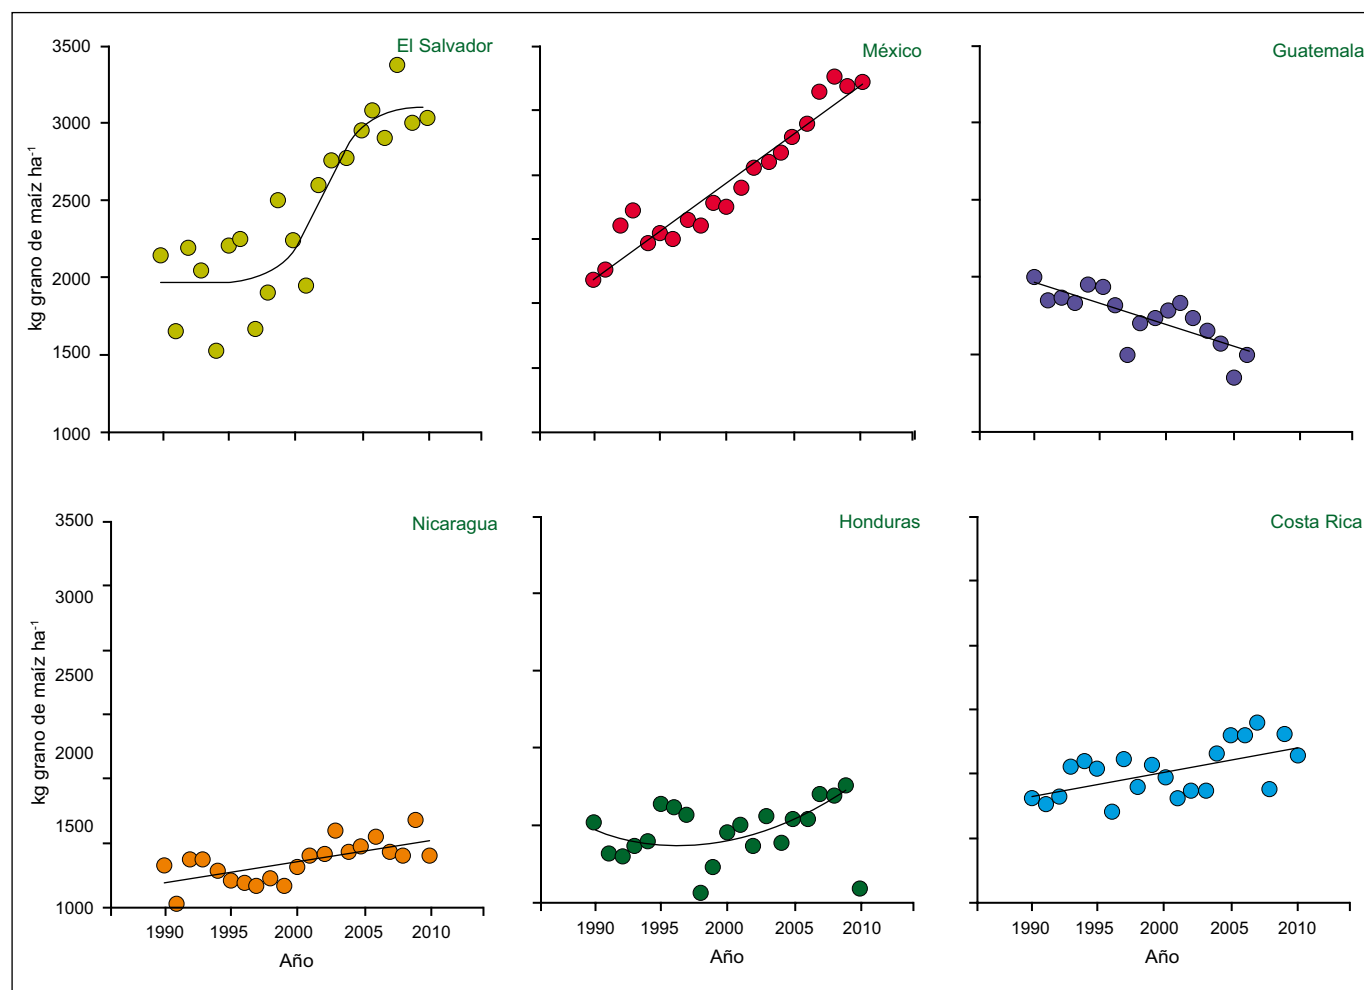 El Salvador
México
Guatemala
kg grano de maíz ha⁻¹
3500
3000
2500
2000
1500
1000
Nicaragua
Honduras
Costa Rica
kg grano de maíz ha⁻¹
3500
3000
2500
2000
1500
1000
1990 1995 2000 2005 2010
Año
1990 1995 2000 2005 2010
Año
1990 1995 2000 2005 2010
Año